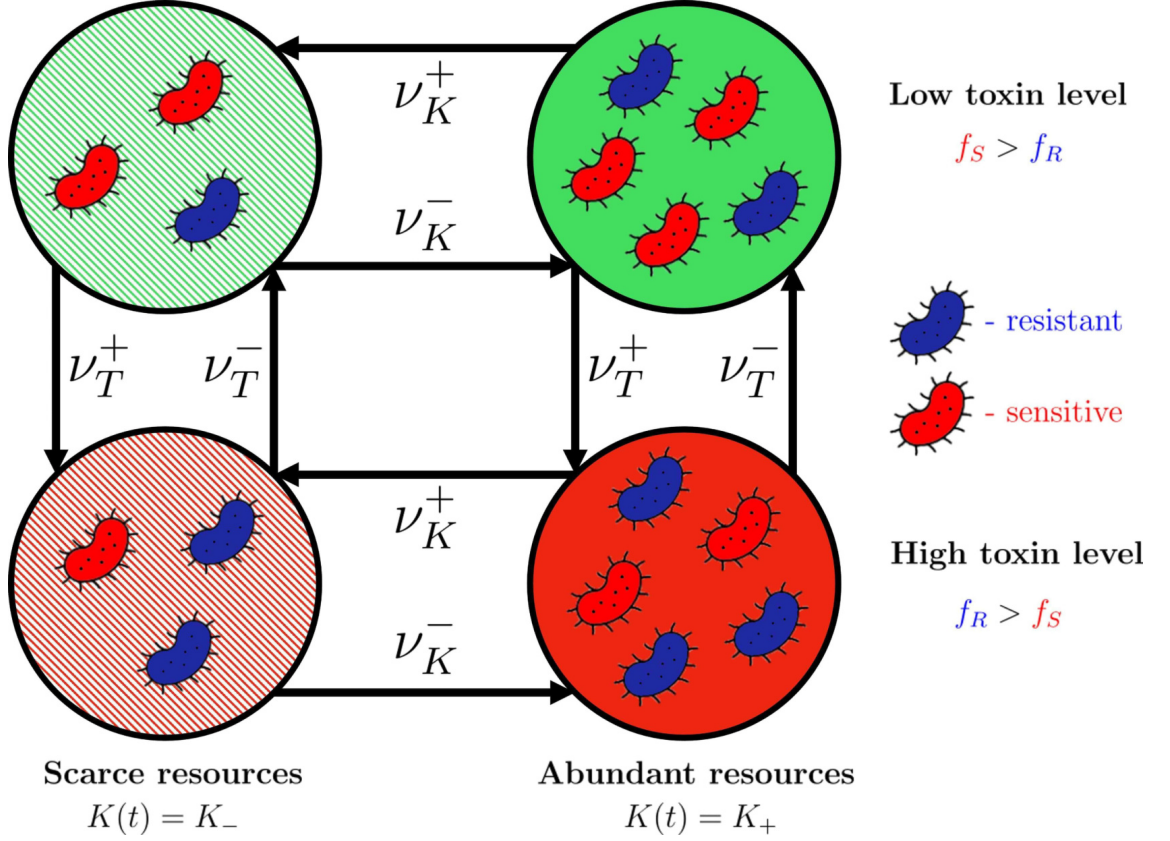 ν_K^+
Low toxin level
f_S > f_R
ν_K^-
- resistant
ν_T^+ ν_T^- ν_T^+ ν_T^-
- sensitive
ν_K^+
High toxin level
f_R > f_S
ν_K^-
Scarce resources Abundant resources
K(t) = K_- K(t) = K_+